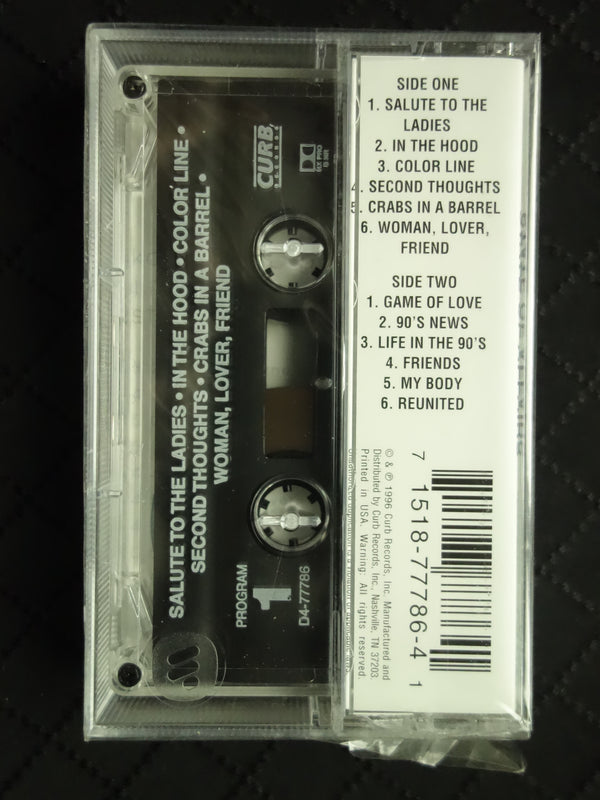 SIDE ONE
1. SALUTE TO THE
LADIES
2. IN THE HOOD
3. COLOR LINE
4. SECOND THOUGHTS
5. CRABS IN A BARREL
6. WOMAN, LOVER,
FRIEND
SIDE TWO
1. GAME OF LOVE
2. 90'S NEWS
3. LIFE IN THE 90'S
4. FRIENDS
5. MY BODY
6. REUNITED
7 1518-77786-4 1
© & ℗ 1996 Curb Records, Inc. Manufactured and
Distributed by Curb Records, Inc., Nashville, TN 37203.
Printed in USA. Warning: All rights reserved.
SALUTE TO THE LADIES • IN THE HOOD • COLOR LINE •
SECOND THOUGHTS • CRABS IN A BARREL •
WOMAN, LOVER, FRIEND
CURB
RECORDS
PROGRAM
1
D4-77786